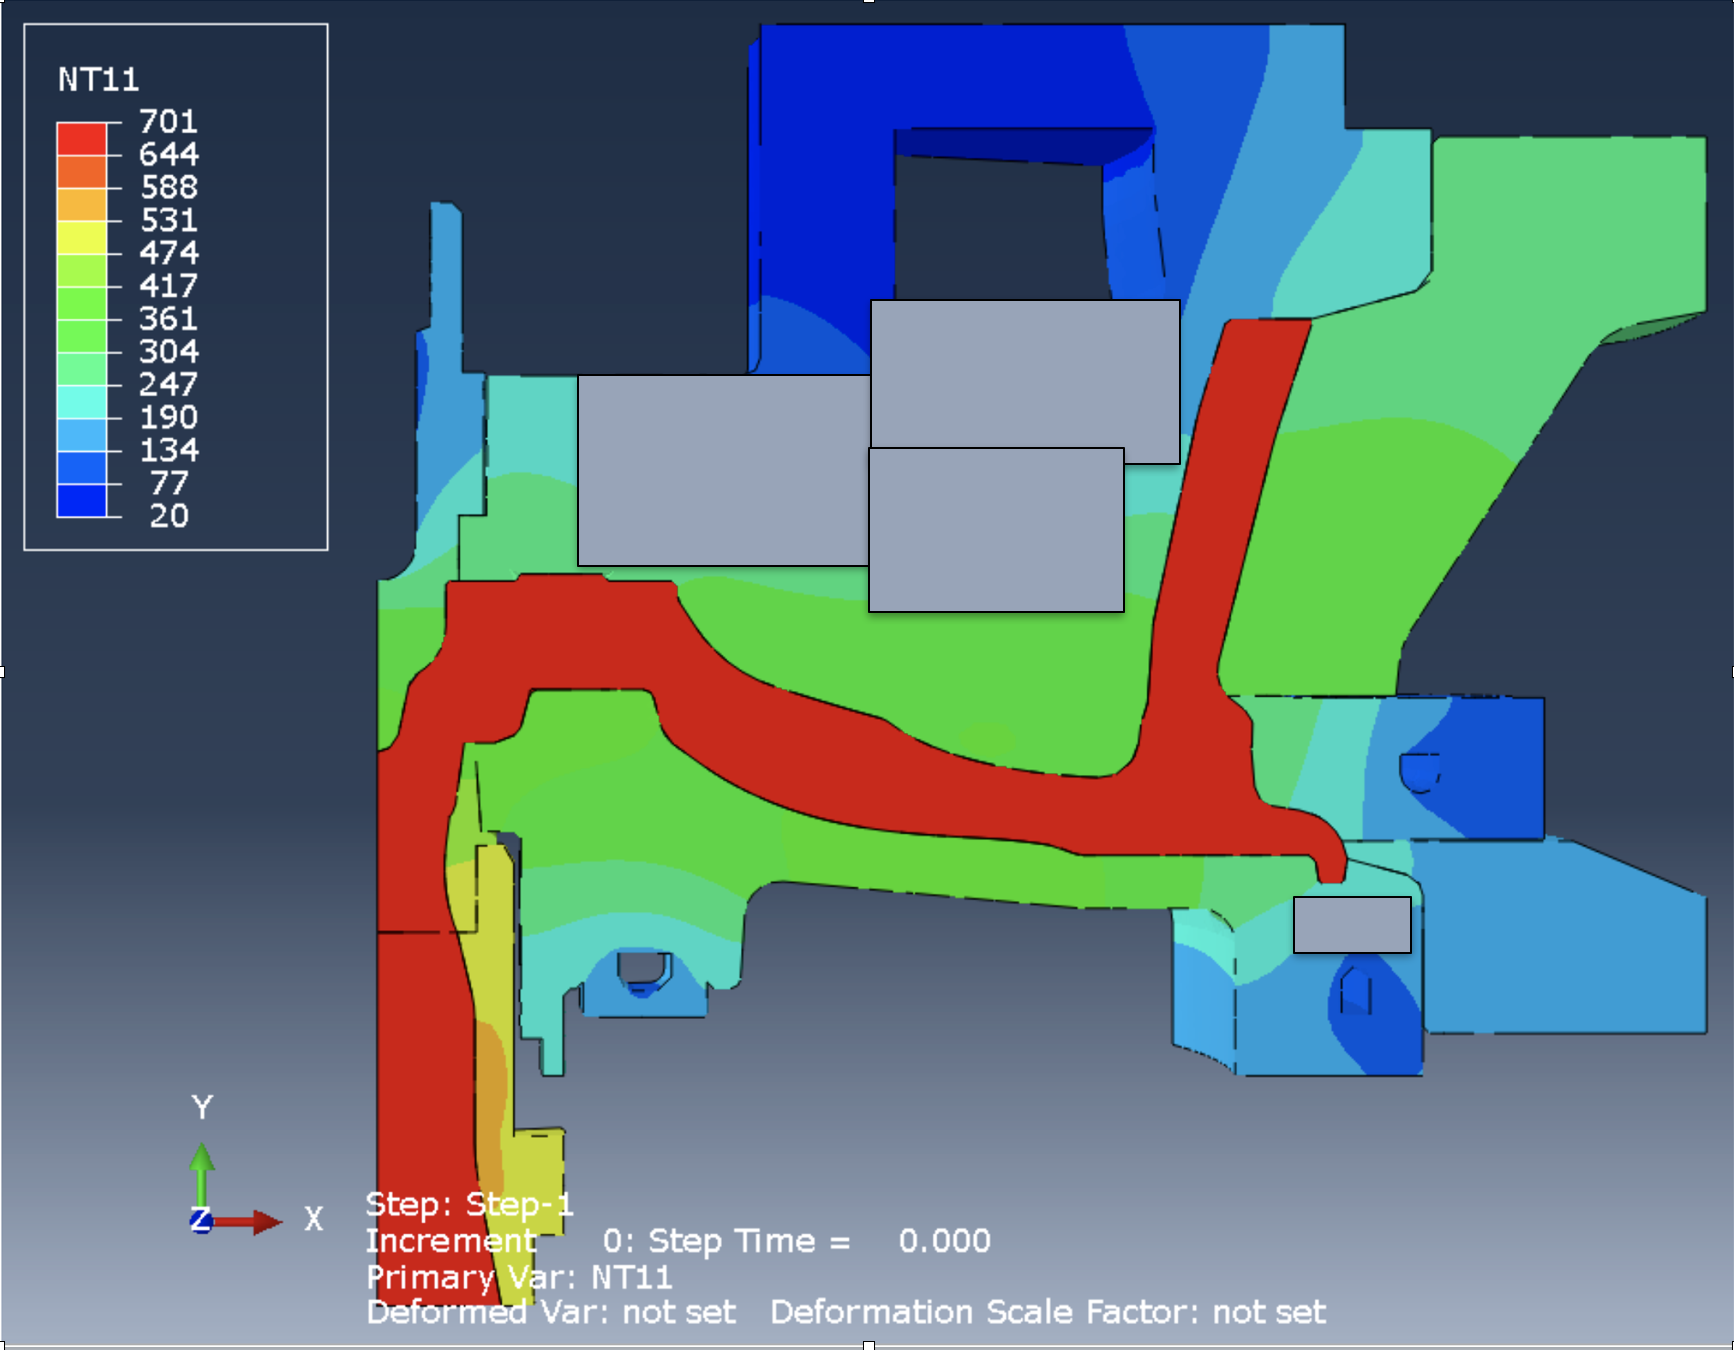 NT11
701
644
588
531
474
417
361
304
247
190
134
77
20
Y
Z
X
Step: Step-1
Increment 0: Step Time = 0.000
Primary Var: NT11
Deformed Var: not set Deformation Scale Factor: not set